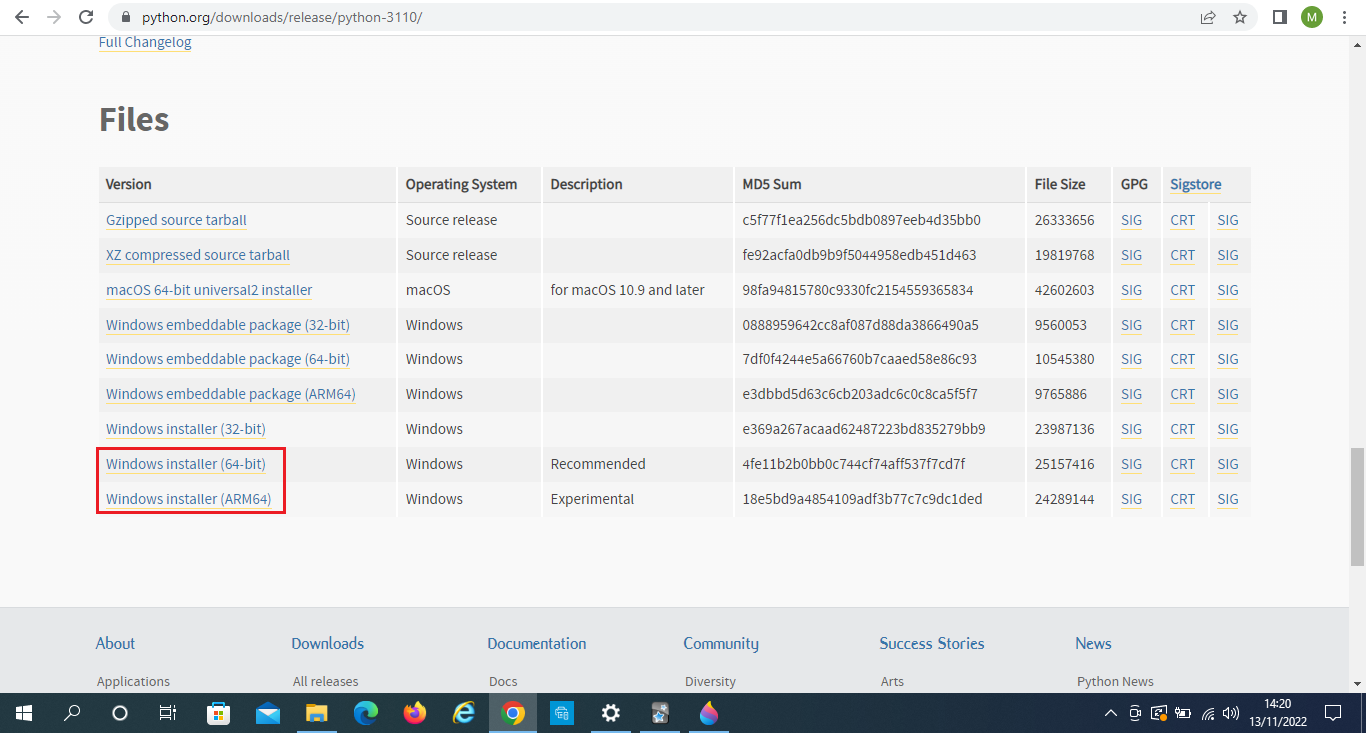 python.org/downloads/release/python-3110/
M
Full Changelog
Files
Version Operating System Description MD5 Sum File Size GPG Sigstore
Gzipped source tarball Source release c5f77f1ea256dc5bdb0897eeb4d35bb0 26333656 SIG CRT SIG
XZ compressed source tarball Source release fe92acfa0db9b9f5044958edb451d463 19819768 SIG CRT SIG
macOS 64-bit universal2 installer macOS for macOS 10.9 and later 98fa94815780c9330fc2154559365834 42602603 SIG CRT SIG
Windows embeddable package (32-bit) Windows 0888959642cc8af087d88da3866490a5 9560053 SIG CRT SIG
Windows embeddable package (64-bit) Windows 7df0f4244e5a66760b7caaed58e86c93 10545380 SIG CRT SIG
Windows embeddable package (ARM64) Windows e3dbbd5d63c6cb203adc6c0c8ca5f5f7 9765886 SIG CRT SIG
Windows installer (32-bit) Windows e369a267acaad62487223bd835279bb9 23987136 SIG CRT SIG
Windows installer (64-bit) Windows Recommended 4fe11b2b0bb0c744cf74aff537f7cd7f 25157416 SIG CRT SIG
Windows installer (ARM64) Windows Experimental 18e5bd9a4854109adf3b77c7c9dc1ded 24289144 SIG CRT SIG
About Downloads Documentation Community Success Stories News
Applications All releases Docs Diversity Arts Python News
14:20
13/11/2022